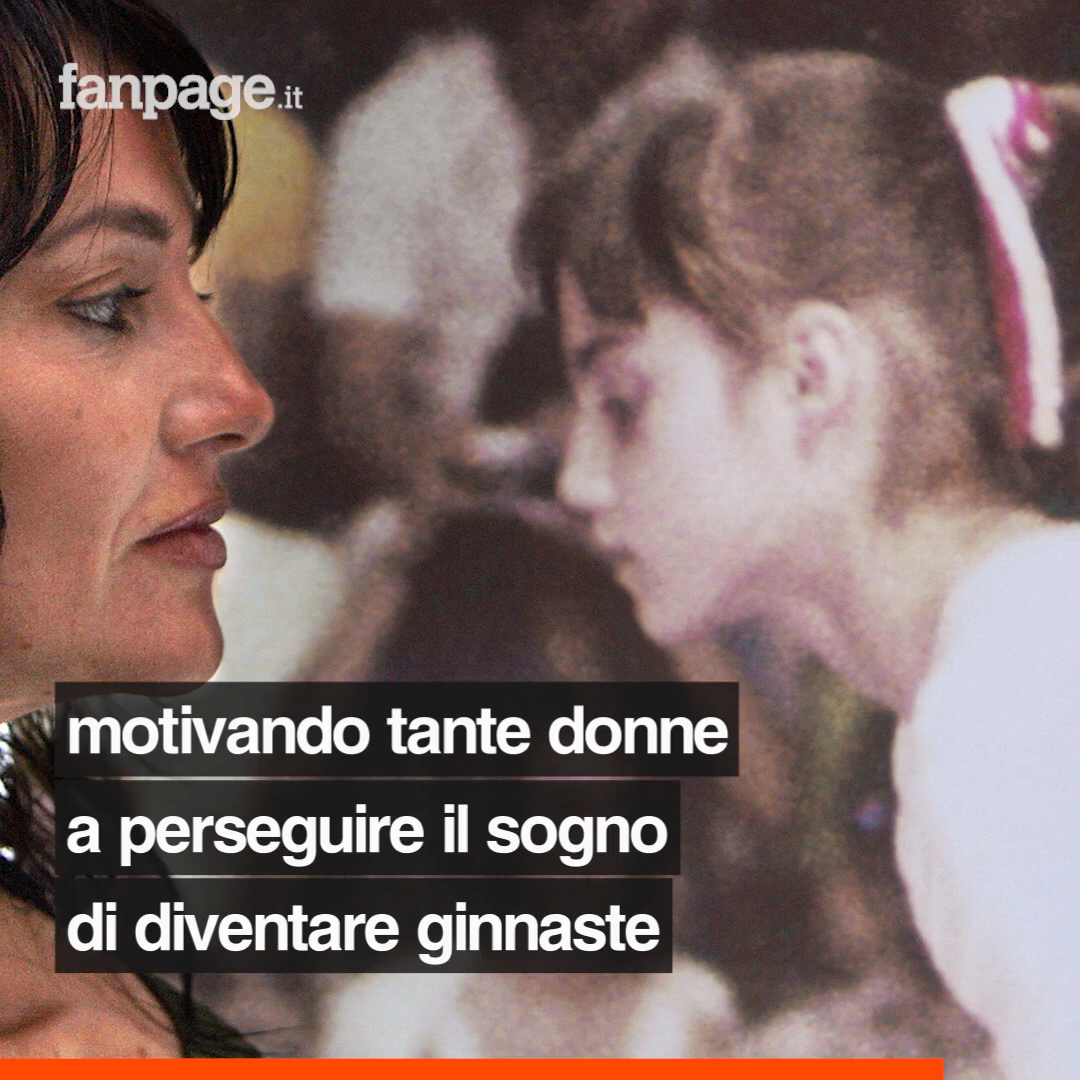 fanpage.it
motivando tante donne
a perseguire il sogno
di diventare ginnaste